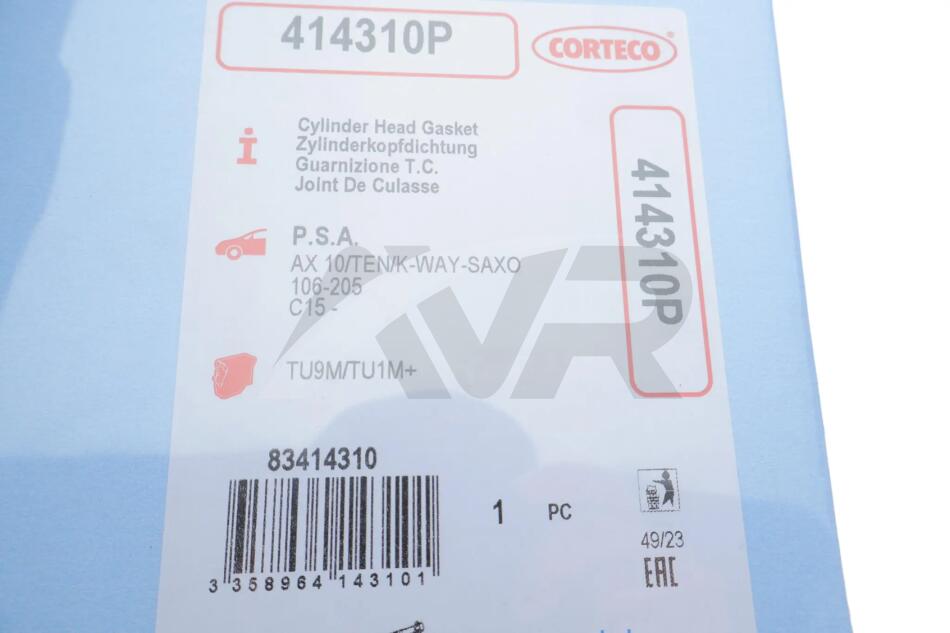 414310P
CORTECO
Cylinder Head Gasket
Zylinderkopfdichtung
Guarnizione T.C.
Joint De Culasse
414310P
P.S.A.
AX 10/TEN/K-WAY-SAXO
106-205
C15 -
VR
TU9M/TU1M+
83414310
1 PC
3 358964 143101
49/23
EAC